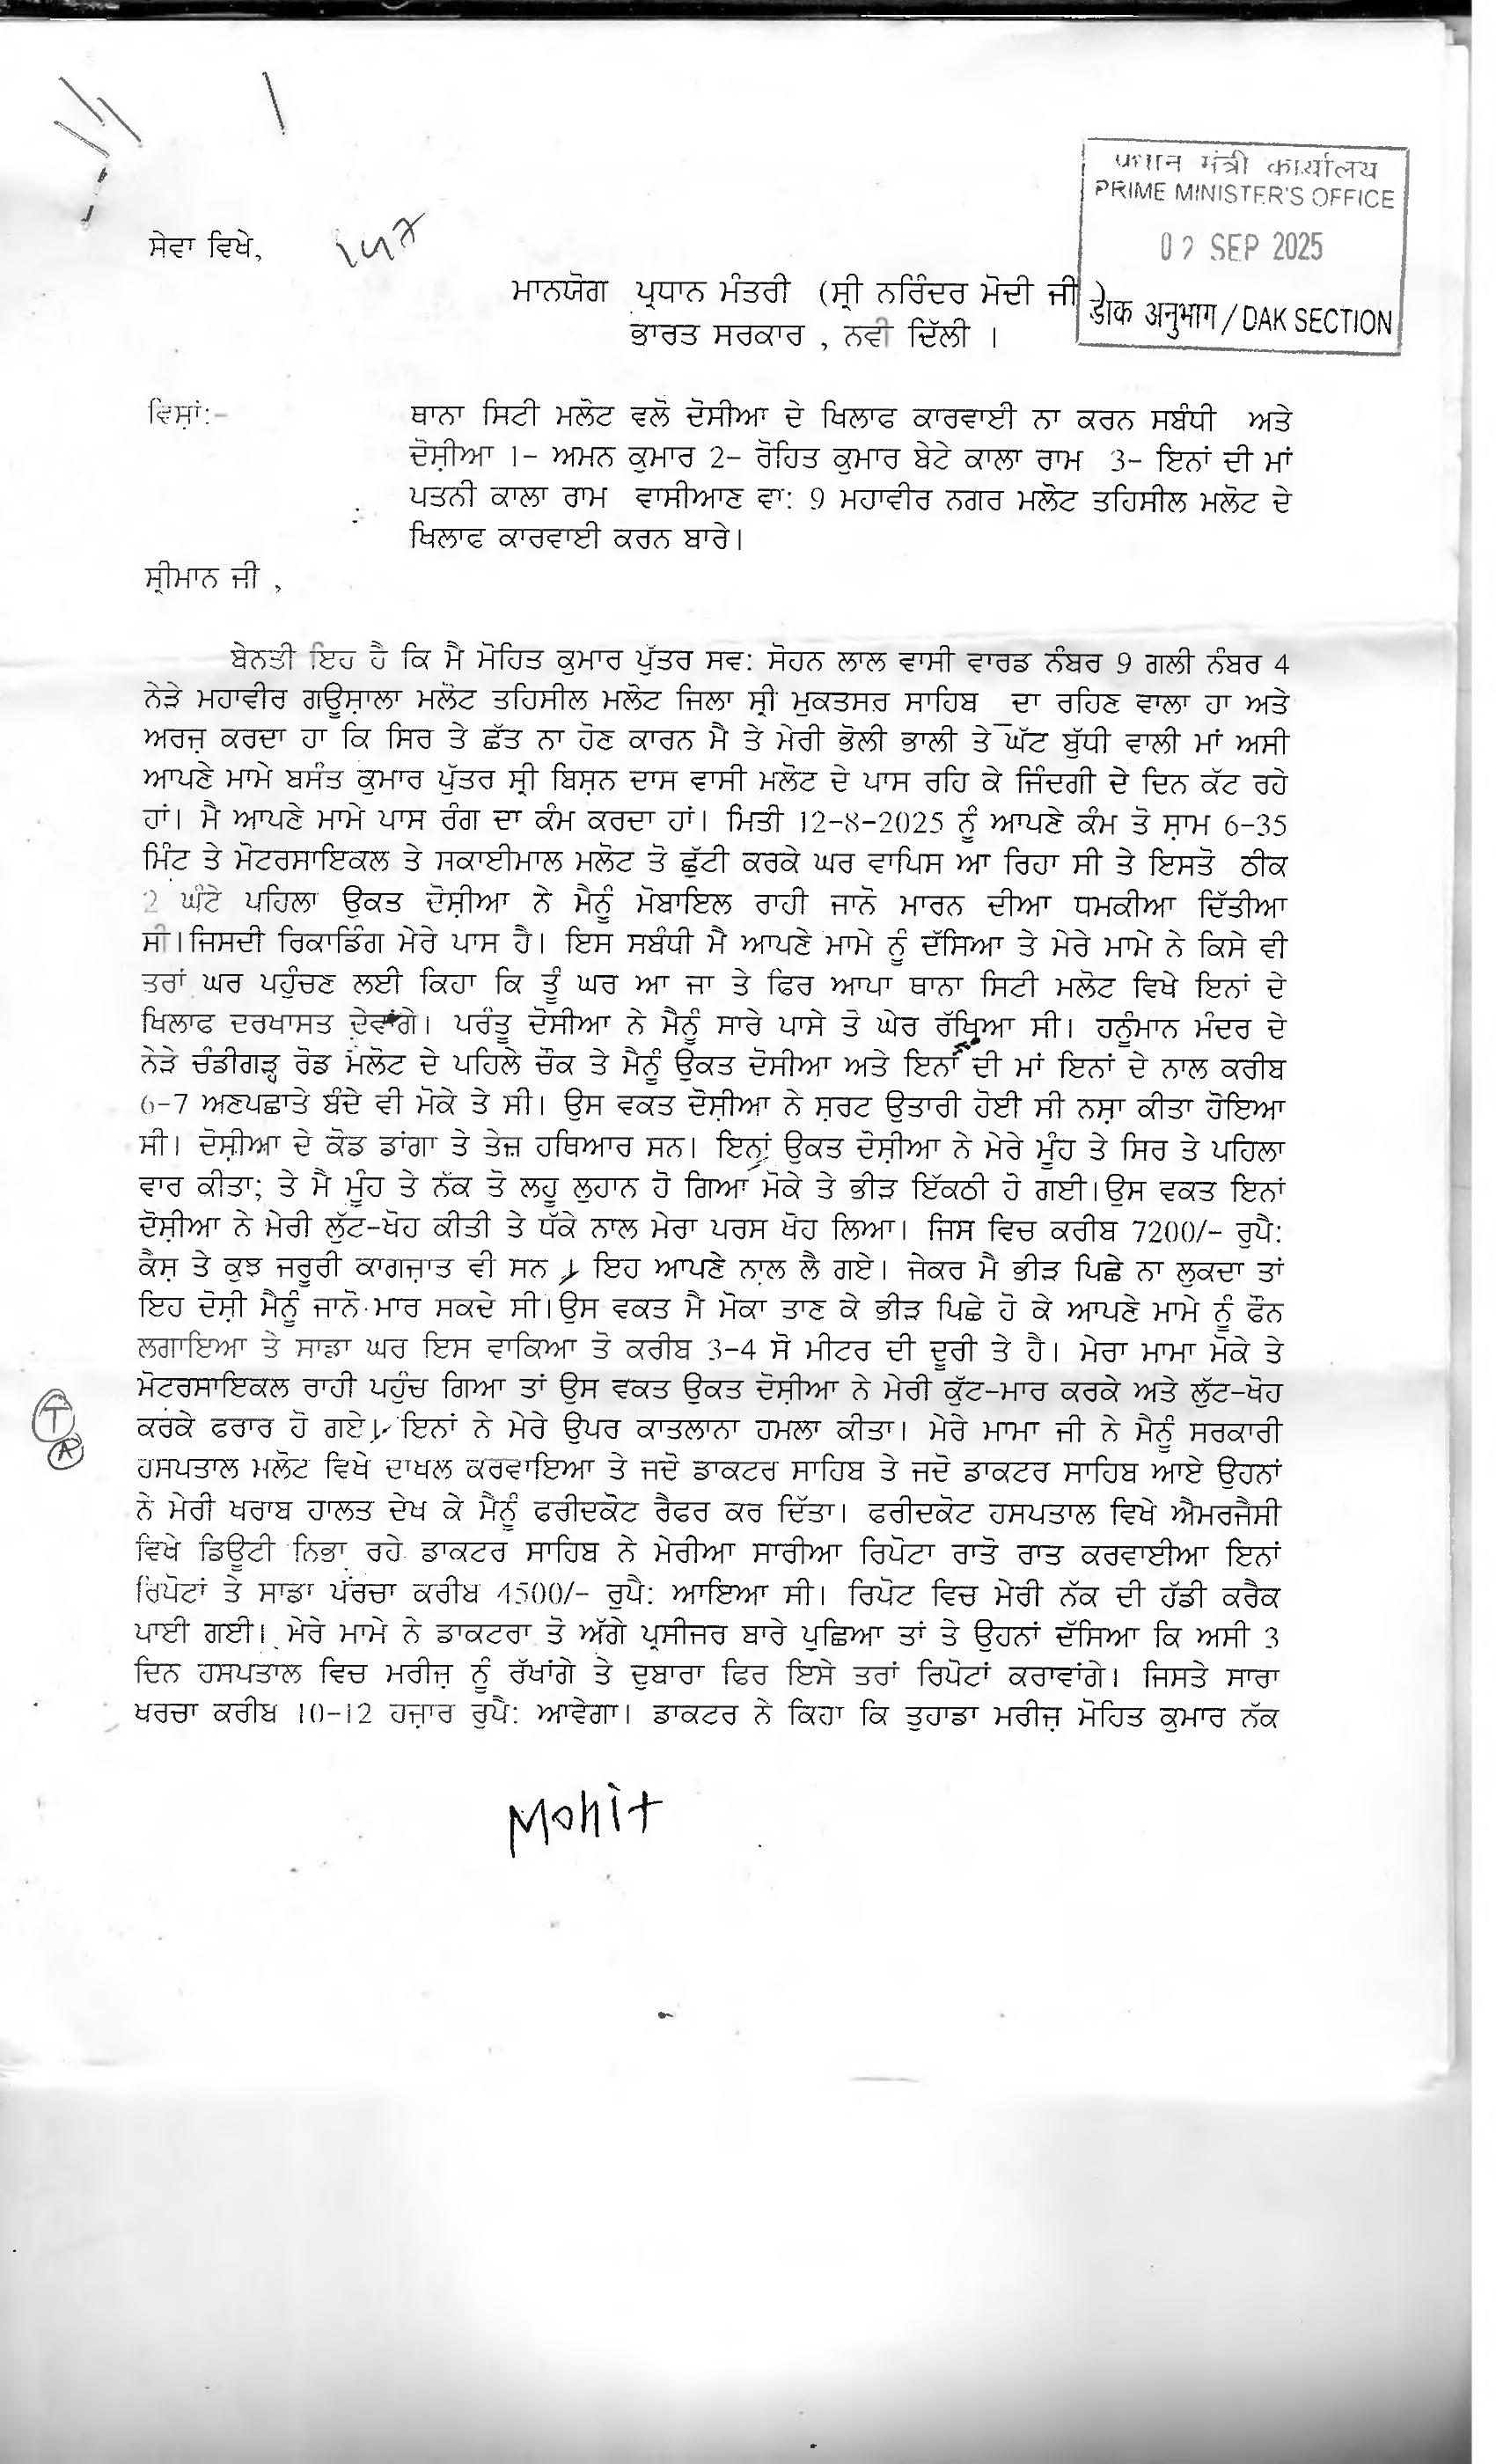 प्रधान मंत्री कार्यालय
PRIME MINISTER'S OFFICE
02 SEP 2025
डाक अनुभाग / DAK SECTION
ਸੇਵਾ ਵਿਖੇ,
ਮਾਨਯੋਗ ਪ੍ਰਧਾਨ ਮੰਤਰੀ (ਸ੍ਰੀ ਨਰਿੰਦਰ ਮੋਦੀ ਜੀ )
ਭਾਰਤ ਸਰਕਾਰ , ਨਵੀ ਦਿੱਲੀ ।
ਵਿਸ਼ਾਂ:-
ਥਾਨਾ ਸਿਟੀ ਮਲੋਟ ਵਲੋ ਦੋਸੀਆ ਦੇ ਖਿਲਾਫ ਕਾਰਵਾਈ ਨਾ ਕਰਨ ਸਬੰਧੀ ਅਤੇ
ਦੋਸ਼ੀਆ 1- ਅਮਨ ਕੁਮਾਰ 2- ਰੋਹਿਤ ਕੁਮਾਰ ਬੇਟੇ ਕਾਲਾ ਰਾਮ 3- ਇਨਾਂ ਦੀ ਮਾਂ
ਪਤਨੀ ਕਾਲਾ ਰਾਮ ਵਾਸੀਆਣ ਵਾ: 9 ਮਹਾਵੀਰ ਨਗਰ ਮਲੋਟ ਤਹਿਸੀਲ ਮਲੋਟ ਦੇ
ਖਿਲਾਫ ਕਾਰਵਾਈ ਕਰਨ ਬਾਰੇ।
ਸ੍ਰੀਮਾਨ ਜੀ ,
ਬੇਨਤੀ ਇਹ ਹੈ ਕਿ ਮੈ ਮੋਹਿਤ ਕੁਮਾਰ ਪੁੱਤਰ ਸਵ: ਸੋਹਨ ਲਾਲ ਵਾਸੀ ਵਾਰਡ ਨੰਬਰ 9 ਗਲੀ ਨੰਬਰ 4
ਨੇੜੇ ਮਹਾਵੀਰ ਗਊਸ਼ਾਲਾ ਮਲੋਟ ਤਹਿਸੀਲ ਮਲੋਟ ਜਿਲਾ ਸ੍ਰੀ ਮੁਕਤਸਰ ਸਾਹਿਬ ਦਾ ਰਹਿਣ ਵਾਲਾ ਹਾ ਅਤੇ
ਅਰਜ਼ ਕਰਦਾ ਹਾ ਕਿ ਸਿਰ ਤੇ ਛੱਤ ਨਾ ਹੋਣ ਕਾਰਨ ਮੈ ਤੇ ਮੇਰੀ ਭੋਲੀ ਭਾਲੀ ਤੇ ਘੱਟ ਬੁੱਧੀ ਵਾਲੀ ਮਾਂ ਅਸੀ
ਆਪਣੇ ਮਾਮੇ ਬਸੰਤ ਕੁਮਾਰ ਪੁੱਤਰ ਸ੍ਰੀ ਬਿਸ਼ਨ ਦਾਸ ਵਾਸੀ ਮਲੋਟ ਦੇ ਪਾਸ ਰਹਿ ਕੇ ਜਿੰਦਗੀ ਦੇ ਦਿਨ ਕੱਟ ਰਹੇ
ਹਾਂ। ਮੈ ਆਪਣੇ ਮਾਮੇ ਪਾਸ ਰੰਗ ਦਾ ਕੰਮ ਕਰਦਾ ਹਾਂ। ਮਿਤੀ 12-8-2025 ਨੂੰ ਆਪਣੇ ਕੰਮ ਤੋ ਸ਼ਾਮ 6-35
ਮਿੰਟ ਤੇ ਮੋਟਰਸਾਇਕਲ ਤੇ ਸਕਾਈਮਾਲ ਮਲੋਟ ਤੋ ਛੁੱਟੀ ਕਰਕੇ ਘਰ ਵਾਪਿਸ ਆ ਰਿਹਾ ਸੀ ਤੇ ਇਸਤੋ ਠੀਕ
2 ਘੰਟੇ ਪਹਿਲਾ ਉਕਤ ਦੋਸ਼ੀਆ ਨੇ ਮੈਨੂੰ ਮੋਬਾਇਲ ਰਾਹੀ ਜਾਨੋ ਮਾਰਨ ਦੀਆ ਧਮਕੀਆ ਦਿੱਤੀਆ
ਸੀ।ਜਿਸਦੀ ਰਿਕਾਡਿੰਗ ਮੇਰੇ ਪਾਸ ਹੈ। ਇਸ ਸਬੰਧੀ ਮੈ ਆਪਣੇ ਮਾਮੇ ਨੂੰ ਦੱਸਿਆ ਤੇ ਮੇਰੇ ਮਾਮੇ ਨੇ ਕਿਸੇ ਵੀ
ਤਰਾਂ ਘਰ ਪਹੁੰਚਣ ਲਈ ਕਿਹਾ ਕਿ ਤੂੰ ਘਰ ਆ ਜਾ ਤੇ ਫਿਰ ਆਪਾ ਥਾਨਾ ਸਿਟੀ ਮਲੋਟ ਵਿਖੇ ਇਨਾਂ ਦੇ
ਖਿਲਾਫ ਦਰਖਾਸਤ ਦੇਵਾਂਗੇ। ਪਰੰਤੂ ਦੋਸੀਆ ਨੇ ਮੈਨੂੰ ਸਾਰੇ ਪਾਸੇ ਤੋ ਘੇਰ ਰੱਖਿਆ ਸੀ। ਹਨੂੰਮਾਨ ਮੰਦਰ ਦੇ
ਨੇੜੇ ਚੰਡੀਗੜ੍ਹ ਰੋਡ ਮਲੋਟ ਦੇ ਪਹਿਲੇ ਚੌਕ ਤੇ ਮੈਨੂੰ ਉਕਤ ਦੋਸੀਆ ਅਤੇ ਇਨਾਂ ਦੀ ਮਾਂ ਇਨਾਂ ਦੇ ਨਾਲ ਕਰੀਬ
6-7 ਅਣਪਛਾਤੇ ਬੰਦੇ ਵੀ ਮੋਕੇ ਤੇ ਸੀ। ਉਸ ਵਕਤ ਦੋਸ਼ੀਆ ਨੇ ਸ਼ਰਟ ਉਤਾਰੀ ਹੋਈ ਸੀ ਨਸ਼ਾ ਕੀਤਾ ਹੋਇਆ
ਸੀ। ਦੋਸ਼ੀਆ ਦੇ ਕੋਡ ਡਾਂਗਾ ਤੇ ਤੇਜ਼ ਹਥਿਆਰ ਸਨ। ਇਨਾਂ ਉਕਤ ਦੋਸ਼ੀਆ ਨੇ ਮੇਰੇ ਮੂੰਹ ਤੇ ਸਿਰ ਤੇ ਪਹਿਲਾ
ਵਾਰ ਕੀਤਾ; ਤੇ ਮੈ ਮੂੰਹ ਤੇ ਨੱਕ ਤੋ ਲਹੂ ਲੁਹਾਨ ਹੋ ਗਿਆ ਮੋਕੇ ਤੇ ਭੀੜ ਇੱਕਠੀ ਹੋ ਗਈ।ਉਸ ਵਕਤ ਇਨਾਂ
ਦੋਸ਼ੀਆ ਨੇ ਮੇਰੀ ਲੁੱਟ-ਖੋਹ ਕੀਤੀ ਤੇ ਧੱਕੇ ਨਾਲ ਮੇਰਾ ਪਰਸ ਖੋਹ ਲਿਆ। ਜਿਸ ਵਿਚ ਕਰੀਬ 7200/- ਰੁਪੈ:
ਕੈਸ਼ ਤੇ ਕੁਝ ਜਰੂਰੀ ਕਾਗਜ਼ਾਤ ਵੀ ਸਨ । ਇਹ ਆਪਣੇ ਨਾਲ ਲੈ ਗਏ। ਜੇਕਰ ਮੈ ਭੀੜ ਪਿਛੇ ਨਾ ਲੁਕਦਾ ਤਾਂ
ਇਹ ਦੋਸ਼ੀ ਮੈਨੂੰ ਜਾਨੋ ਮਾਰ ਸਕਦੇ ਸੀ।ਉਸ ਵਕਤ ਮੈ ਮੋਕਾ ਤਾਣ ਕੇ ਭੀੜ ਪਿਛੇ ਹੋ ਕੇ ਆਪਣੇ ਮਾਮੇ ਨੂੰ ਫੌਨ
ਲਗਾਇਆ ਤੇ ਸਾਡਾ ਘਰ ਇਸ ਵਾਕਿਆ ਤੋ ਕਰੀਬ 3-4 ਸੋ ਮੀਟਰ ਦੀ ਦੂਰੀ ਤੇ ਹੈ। ਮੇਰਾ ਮਾਮਾ ਮੋਕੇ ਤੇ
ਮੋਟਰਸਾਇਕਲ ਰਾਹੀ ਪਹੁੰਚ ਗਿਆ ਤਾਂ ਉਸ ਵਕਤ ਉਕਤ ਦੋਸ਼ੀਆ ਨੇ ਮੇਰੀ ਕੁੱਟ-ਮਾਰ ਕਰਕੇ ਅਤੇ ਲੁੱਟ-ਖੋਹ
ਕਰਕੇ ਫਰਾਰ ਹੋ ਗਏ। ਇਨਾਂ ਨੇ ਮੇਰੇ ਉਪਰ ਕਾਤਲਾਨਾ ਹਮਲਾ ਕੀਤਾ। ਮੇਰੇ ਮਾਮਾ ਜੀ ਨੇ ਮੈਨੂੰ ਸਰਕਾਰੀ
ਹਸਪਤਾਲ ਮਲੋਟ ਵਿਖੇ ਦਾਖਲ ਕਰਵਾਇਆ ਤੇ ਜਦੋ ਡਾਕਟਰ ਸਾਹਿਬ ਤੇ ਜਦੋ ਡਾਕਟਰ ਸਾਹਿਬ ਆਏ ਉਹਨਾਂ
ਨੇ ਮੇਰੀ ਖਰਾਬ ਹਾਲਤ ਦੇਖ ਕੇ ਮੈਨੂੰ ਫਰੀਦਕੋਟ ਰੈਫਰ ਕਰ ਦਿੱਤਾ। ਫਰੀਦਕੋਟ ਹਸਪਤਾਲ ਵਿਖੇ ਐਮਰਜੈਸੀ
ਵਿਖੇ ਡਿਊਟੀ ਨਿਭਾ ਰਹੇ ਡਾਕਟਰ ਸਾਹਿਬ ਨੇ ਮੇਰੀਆ ਸਾਰੀਆ ਰਿਪੋਟਾ ਰਾਤੋ ਰਾਤ ਕਰਵਾਈਆ ਇਨਾਂ
ਰਿਪੋਟਾਂ ਤੇ ਸਾਡਾ ਖਰਚਾ ਕਰੀਬ 4500/- ਰੁਪੈ: ਆਇਆ ਸੀ। ਰਿਪੋਟ ਵਿਚ ਮੇਰੀ ਨੱਕ ਦੀ ਹੱਡੀ ਕਰੈਕ
ਪਾਈ ਗਈ। ਮੇਰੇ ਮਾਮੇ ਨੇ ਡਾਕਟਰਾ ਤੋ ਅੱਗੇ ਪ੍ਰਸੀਜਰ ਬਾਰੇ ਪੁਛਿਆ ਤਾਂ ਤੇ ਉਹਨਾਂ ਦੱਸਿਆ ਕਿ ਅਸੀ 3
ਦਿਨ ਹਸਪਤਾਲ ਵਿਚ ਮਰੀਜ਼ ਨੂੰ ਰੱਖਾਂਗੇ ਤੇ ਦੁਬਾਰਾ ਫਿਰ ਇਸੇ ਤਰਾਂ ਰਿਪੋਟਾਂ ਕਰਾਵਾਂਗੇ। ਜਿਸਤੇ ਸਾਰਾ
ਖਰਚਾ ਕਰੀਬ 10-12 ਹਜ਼ਾਰ ਰੁਪੈ: ਆਵੇਗਾ। ਡਾਕਟਰ ਨੇ ਕਿਹਾ ਕਿ ਤੁਹਾਡਾ ਮਰੀਜ਼ ਮੋਹਿਤ ਕੁਮਾਰ ਨੱਕ
T
A
Mohit